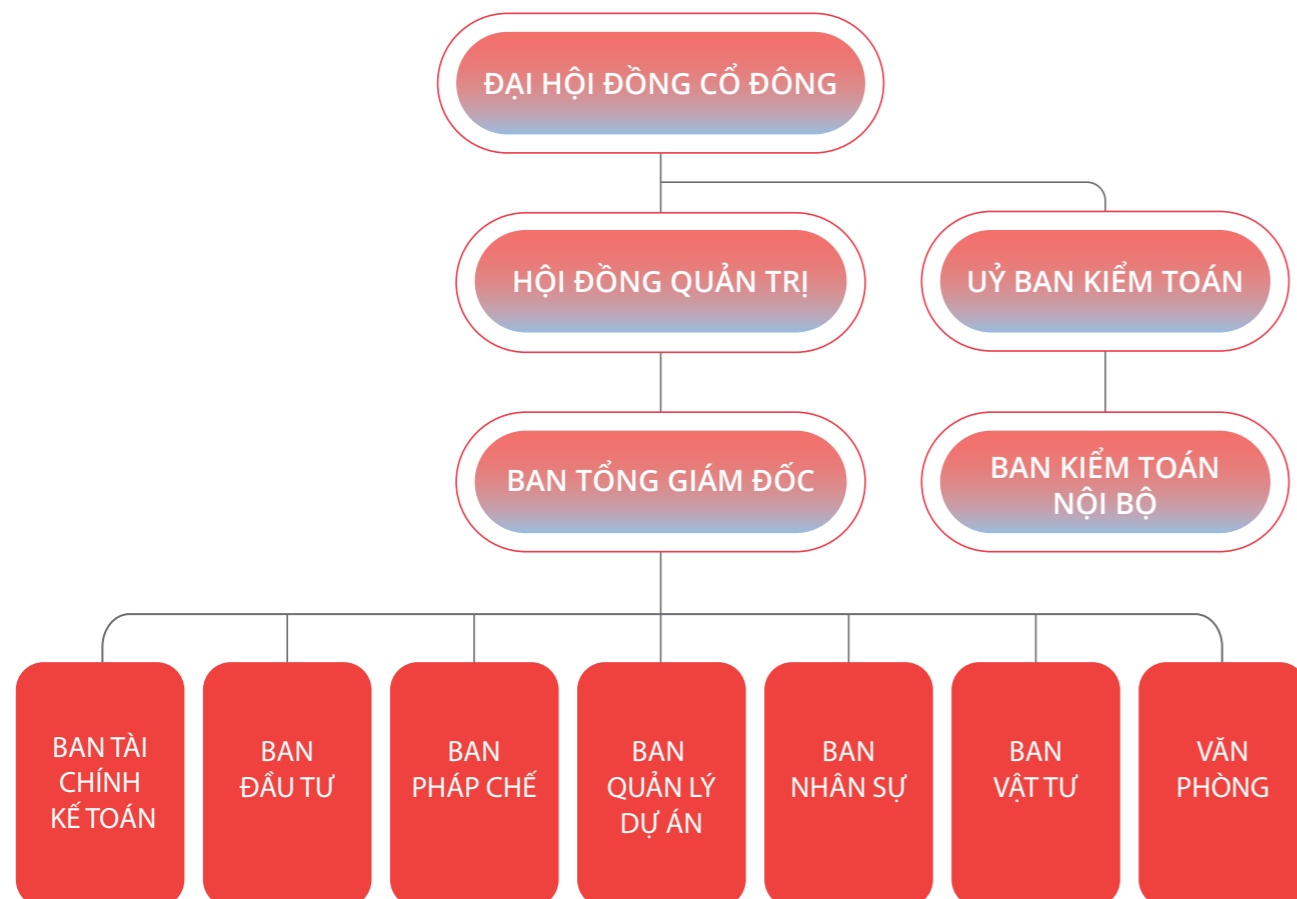 ĐẠI HỘI ĐỒNG CỔ ĐÔNG
HỘI ĐỒNG QUẢN TRỊ
UỶ BAN KIỂM TOÁN
BAN TỔNG GIÁM ĐỐC
BAN KIỂM TOÁN
NỘI BỘ
BAN TÀI
CHÍNH
KẾ TOÁN
BAN
ĐẦU TƯ
BAN
PHÁP CHẾ
BAN
QUẢN LÝ
DỰ ÁN
BAN
NHÂN SỰ
BAN
VẬT TƯ
VĂN
PHÒNG